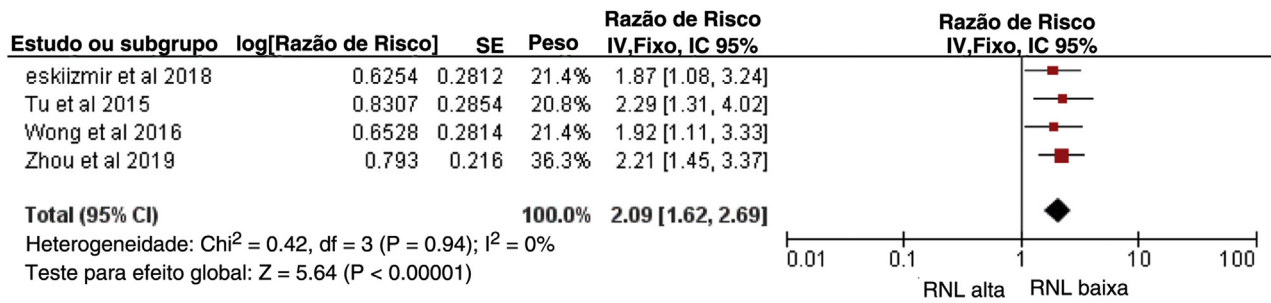 Razão de Risco Razão de Risco
Estudo ou subgrupo log[Razão de Risco] SE Peso IV,Fixo, IC 95% IV,Fixo, IC 95%
eskiizmir et al 2018 0.6254 0.2812 21.4% 1.87 [1.08, 3.24]
Tu et al 2015 0.8307 0.2854 20.8% 2.29 [1.31, 4.02]
Wong et al 2016 0.6528 0.2814 21.4% 1.92 [1.11, 3.33]
Zhou et al 2019 0.793 0.216 36.3% 2.21 [1.45, 3.37]
Total (95% CI) 100.0% 2.09 [1.62, 2.69]
Heterogeneidade: Chi² = 0.42, df = 3 (P = 0.94); I² = 0%
Teste para efeito global: Z = 5.64 (P < 0.00001)
0.01 0.1 1 10 100
RNL alta RNL baixa